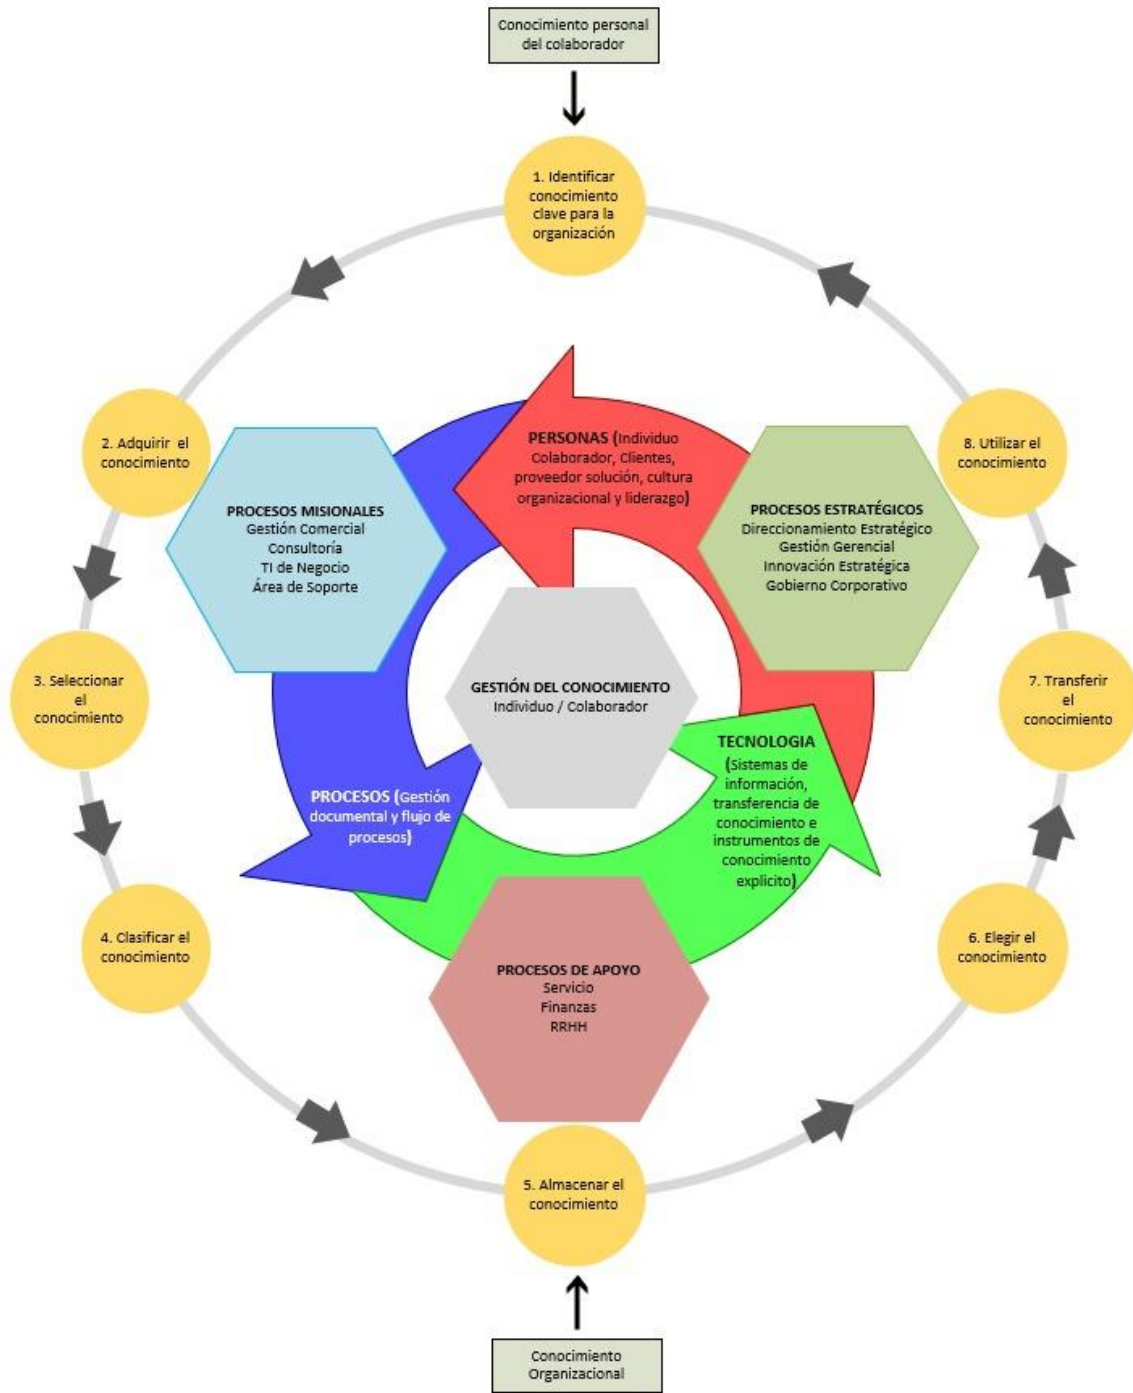 Conocimiento personal
del colaborador
1. Identificar
conocimiento
clave para la
organización
2. Adquirir el
conocimiento
8. Utilizar el
conocimiento
PERSONAS (Individuo
Colaborador, Clientes,
proveedor solución, cultura
organizacional y liderazgo)
PROCESOS MISIONALES
Gestión Comercial
Consultoría
TI de Negocio
Área de Soporte
PROCESOS ESTRATÉGICOS
Direccionamiento Estratégico
Gestión Gerencial
Innovación Estratégica
Gobierno Corporativo
3. Seleccionar
el
conocimiento
GESTIÓN DEL CONOCIMIENTO
Individuo / Colaborador
7. Transferir
el
conocimiento
PROCESOS (Gestión
documental y flujo de
procesos)
TECNOLOGIA
(Sistemas de
información,
transferencia de
conocimiento e
instrumentos de
conocimiento
explicito)
4. Clasificar el
conocimiento
6. Elegir el
conocimiento
PROCESOS DE APOYO
Servicio
Finanzas
RRHH
5. Almacenar el
conocimiento
Conocimiento
Organizacional